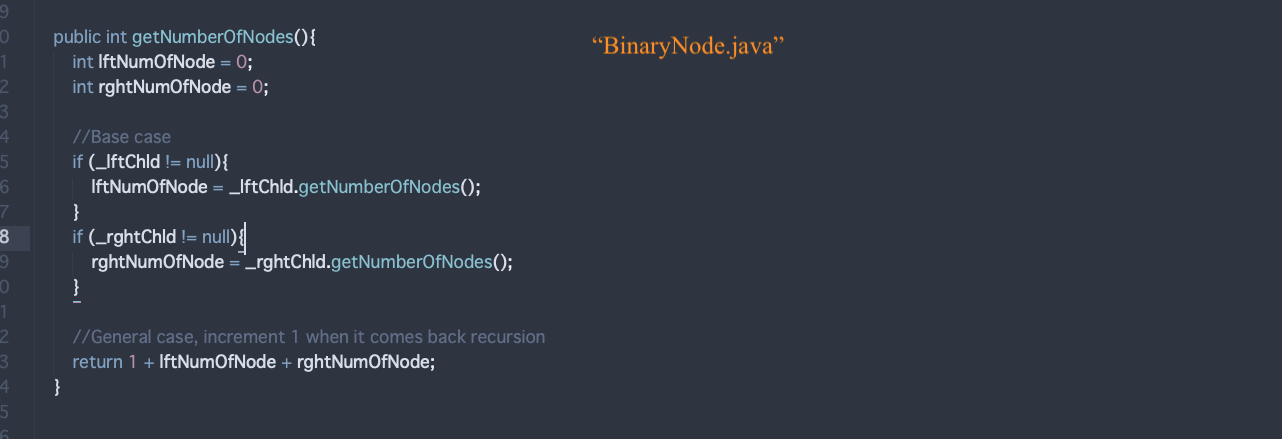 9
0 public int getNumberOfNodes(){
“BinaryNode.java”
1 int lftNumOfNode = 0;
2 int rghtNumOfNode = 0;
3
4 //Base case
5 if (_lftChld != null){
6 lftNumOfNode = _lftChld.getNumberOfNodes();
7 }
8 if (_rghtChld != null){
9 rghtNumOfNode = _rghtChld.getNumberOfNodes();
0 }
1
2 //General case, increment 1 when it comes back recursion
3 return 1 + lftNumOfNode + rghtNumOfNode;
4 }
5
6